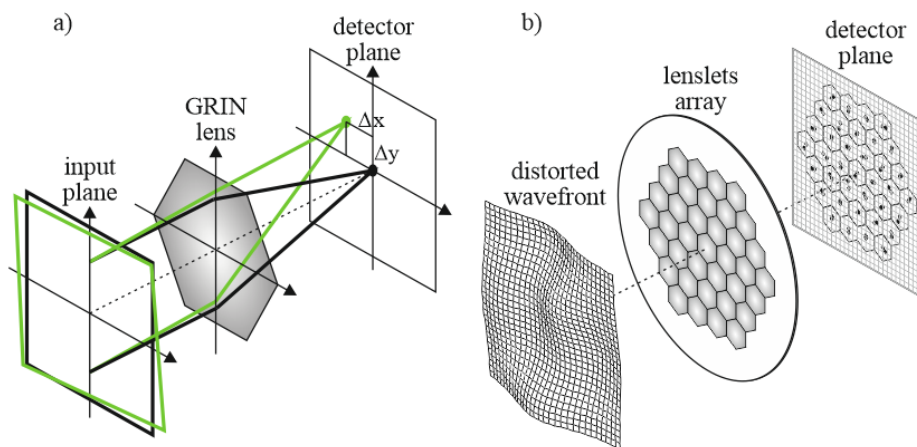 a)
detector
plane
GRIN
lens
Δx
Δy
input
plane
b)
detector
plane
lenslets
array
distorted
wavefront